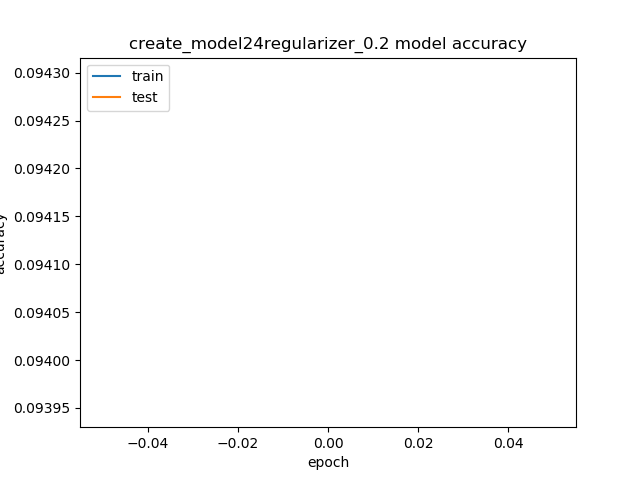 create_model24regularizer_0.2 model accuracy
0.09430
0.09425
0.09420
0.09415
0.09410
0.09405
0.09400
0.09395
accuracy
train
test
−0.04 −0.02 0.00 0.02 0.04
epoch